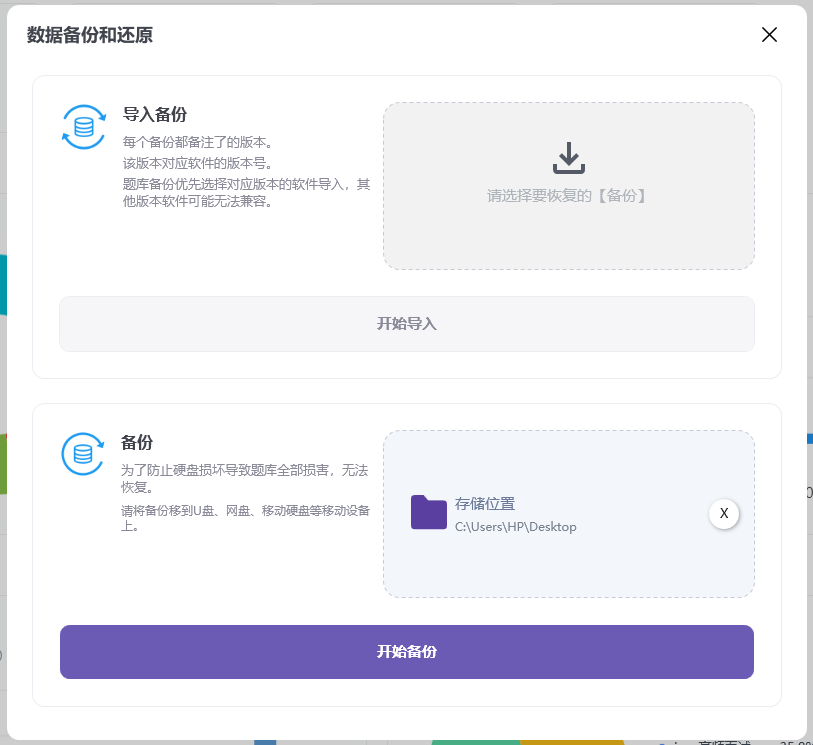 数据备份和还原
导入备份
每个备份都备注了的版本。
该版本对应软件的版本号。
题库备份优先选择对应版本的软件导入，其
他版本软件可能无法兼容。
请选择要恢复的【备份】
开始导入
备份
为了防止硬盘损坏导致题库全部损害，无法
恢复。
请将备份移到U盘、网盘、移动硬盘等移动设备
上。
存储位置
C:\Users\HP\Desktop
X
开始备份